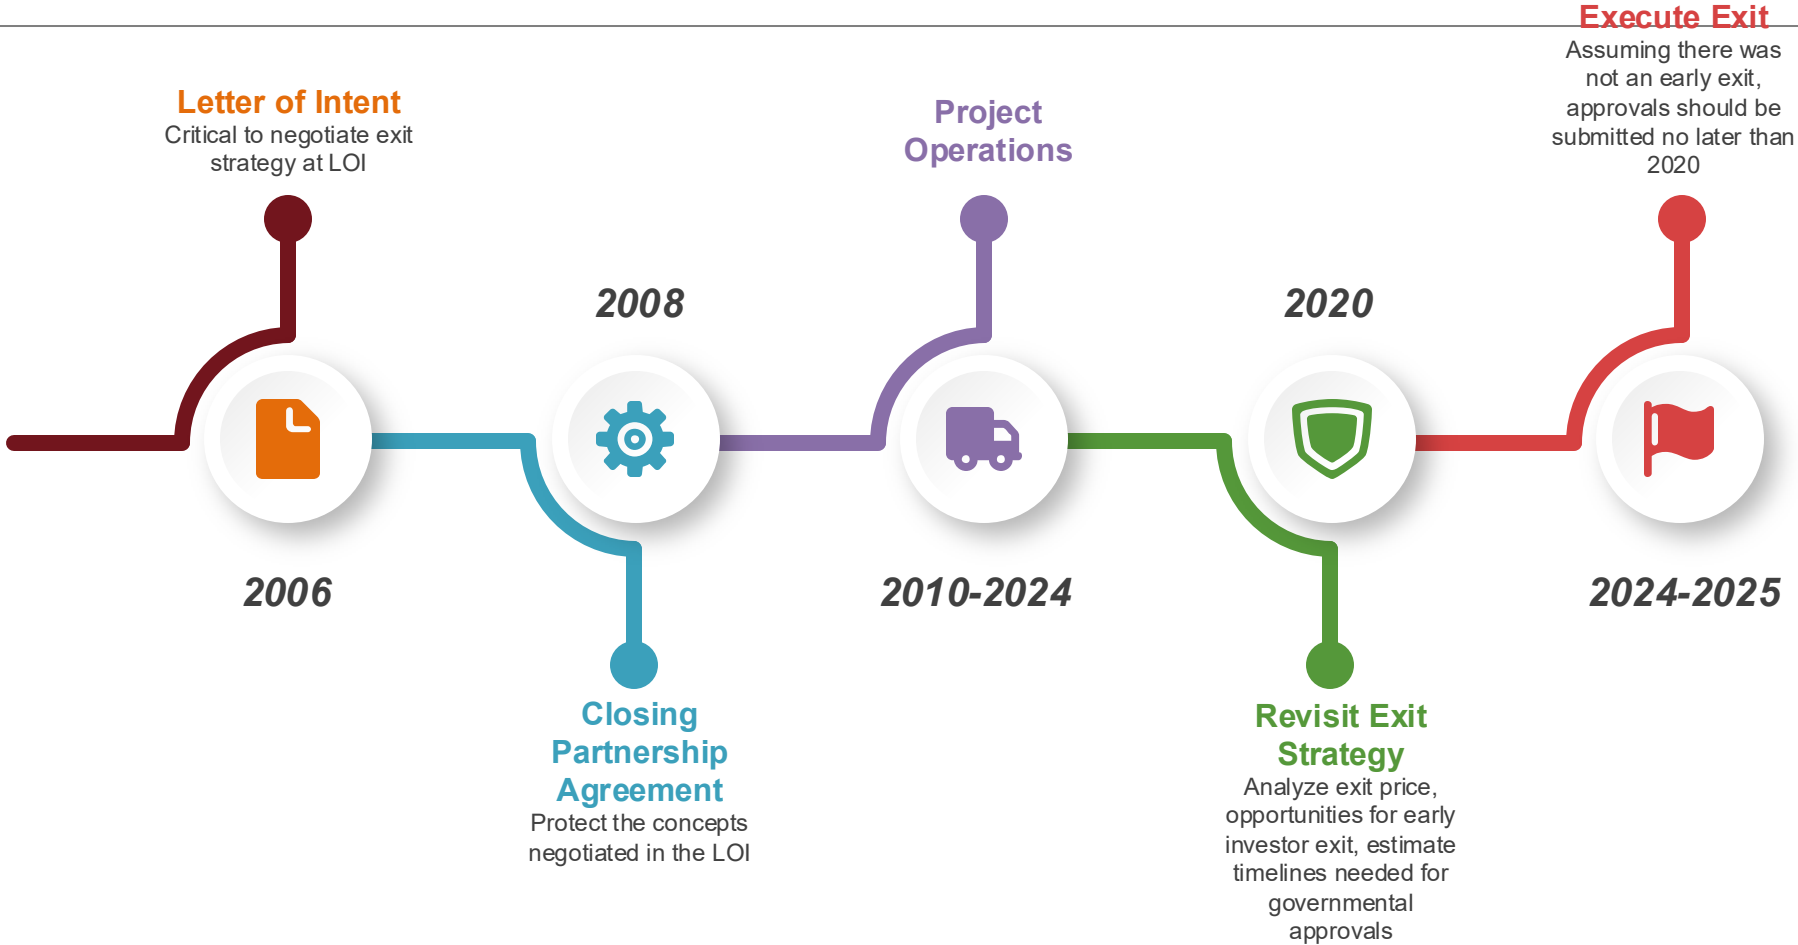 Letter of Intent
Critical to negotiate exit
strategy at LOI
2006
2008
Closing
Partnership
Agreement
Protect the concepts
negotiated in the LOI
Project
Operations
2010-2024
2020
Revisit Exit
Strategy
Analyze exit price,
opportunities for early
investor exit, estimate
timelines needed for
governmental
approvals
Execute Exit
Assuming there was
not an early exit,
approvals should be
submitted no later than
2020
2024-2025